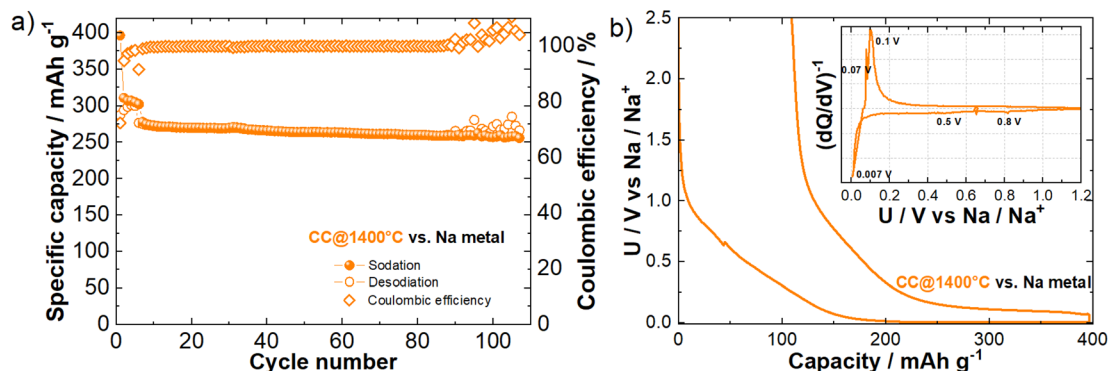 a)
Specific capacity / mAh g⁻¹
400
350
300
250
200
250
100
50
0
0
20
40
60
80
100
Cycle number
100
80
60
40
20
0
Coulombic efficiency / %
CC@1400°C vs. Na metal
Sodation
Desodiation
Coulombic efficiency
b)
U / V vs Na / Na⁺
2.5
2.0
1.5
1.0
0.5
0.0
0
100
200
300
400
Capacity / mAh g⁻¹
CC@1400°C vs. Na metal
(dQ/dV)⁻¹
0.1 V
0.07 V
0.5 V
0.8 V
0.007 V
0.0
0.2
0.4
0.6
0.8
1.0
1.2
U / V vs Na / Na⁺